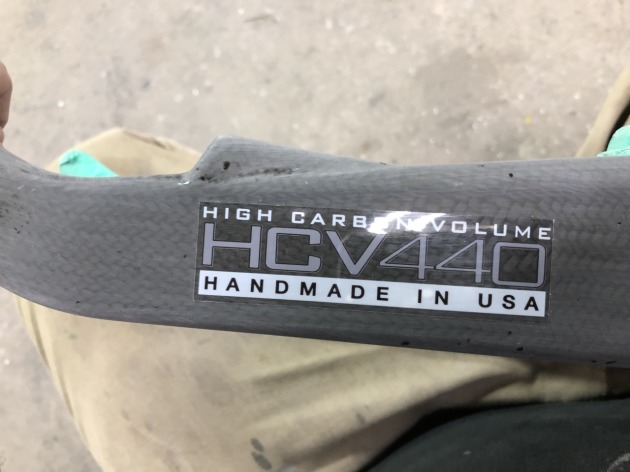 HIGH CARBON VOLUME
HCV440
HANDMADE IN USA